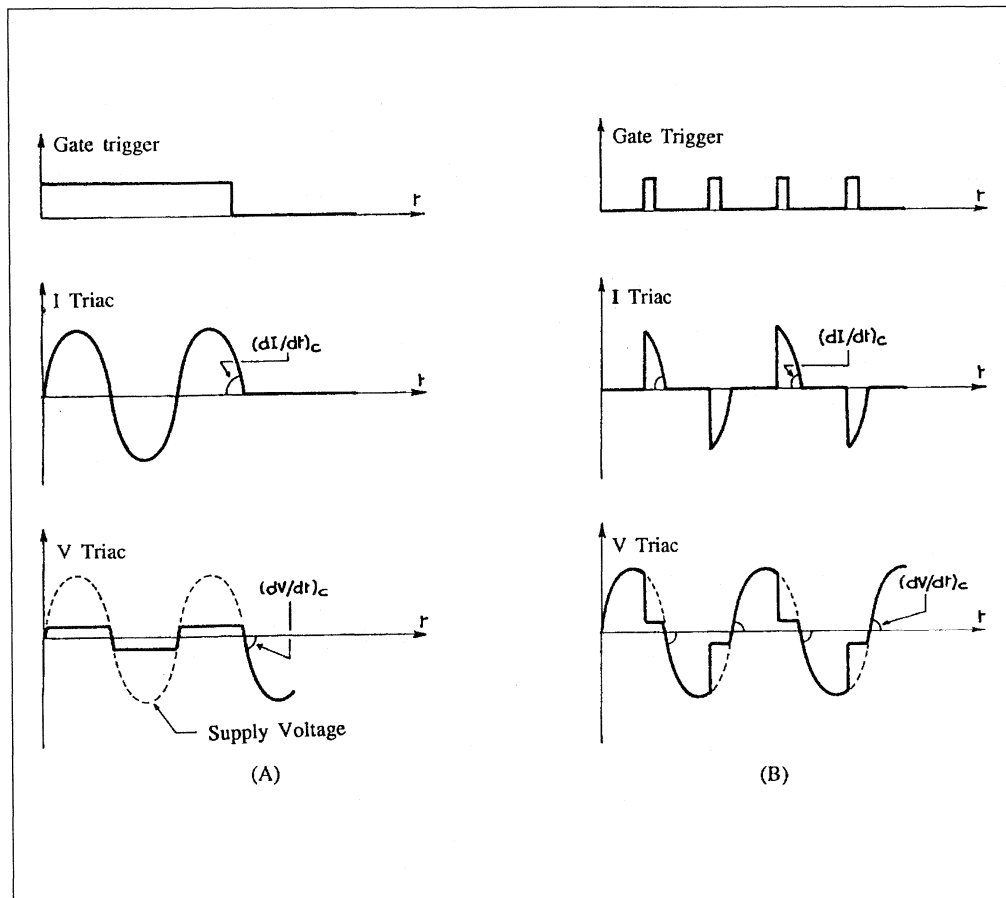 Gate trigger
t
I Triac
(dI/dt)c
t
V Triac
(dV/dt)c
t
Supply Voltage
(A)
Gate Trigger
t
I Triac
(dI/dt)c
t
V Triac
(dV/dt)c
t
(B)